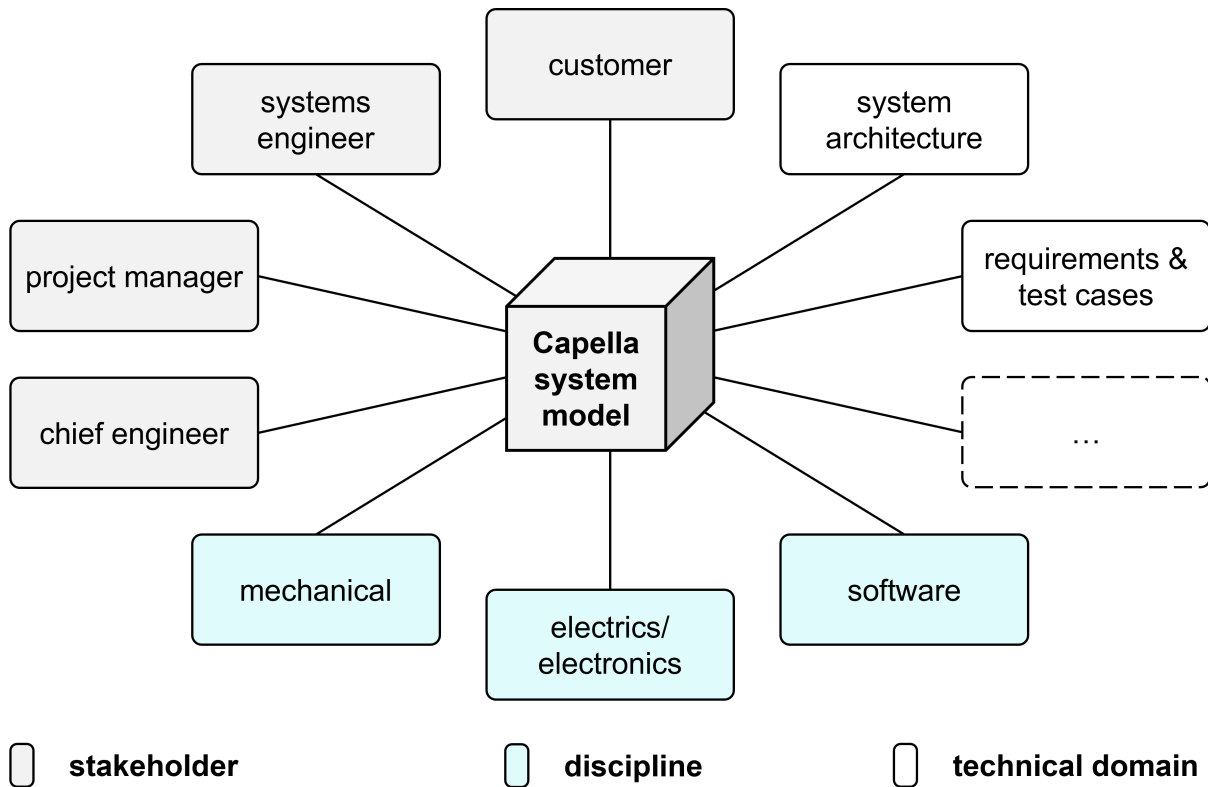 customer
systems
engineer
system
architecture
project manager
requirements &
test cases
Capella
system
model
chief engineer
...
mechanical
electrics/
electronics
software
stakeholder
discipline
technical domain